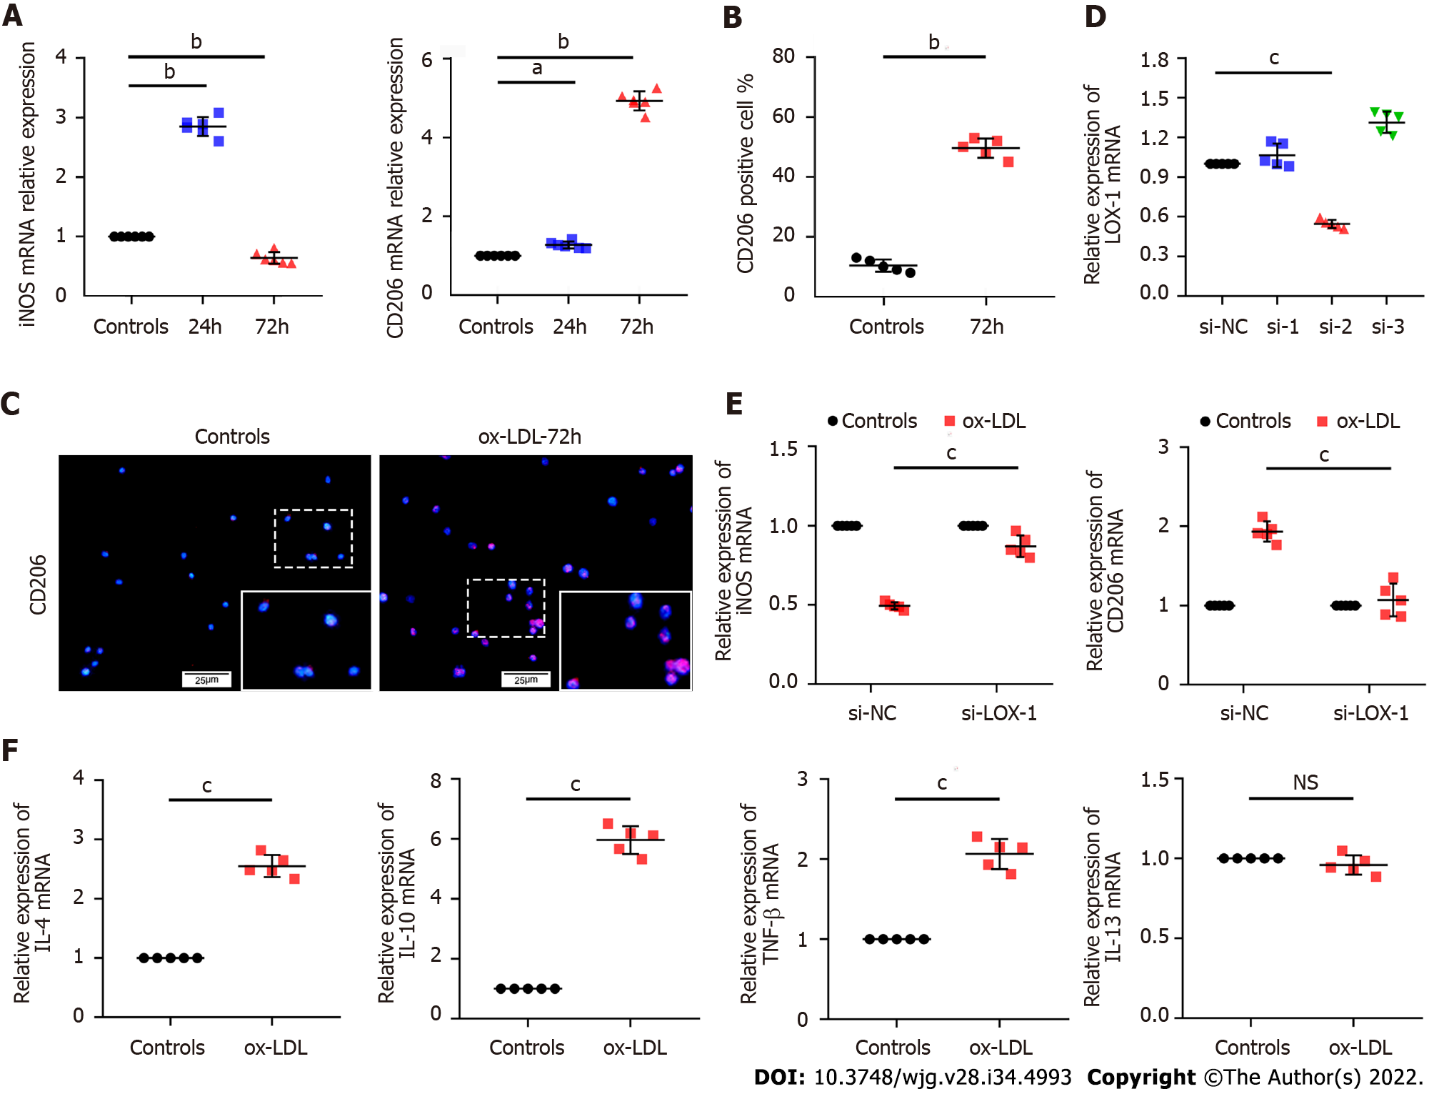 A
iNOS mRNA relative expression
4
3
2
1
0
b
b
Controls 24h 72h
CD206 mRNA relative expression
6
4
2
0
b
a
Controls 24h 72h
B
CD206 positive cell %
80
60
40
20
0
b
Controls 72h
D
Relative expression of
LOX-1 mRNA
1.8
1.5
1.2
0.9
0.6
0.3
0.0
c
si-NC si-1 si-2 si-3
C
Controls ox-LDL-72h
CD206
25μm
25μm
E
Controls ox-LDL
Relative expression of
iNOS mRNA
1.5
1.0
0.5
0.0
c
si-NC si-LOX-1
Controls ox-LDL
Relative expression of
CD206 mRNA
3
2
1
0
c
si-NC si-LOX-1
F
Relative expression of
IL-4 mRNA
4
3
2
1
0
c
Controls ox-LDL
Relative expression of
IL-10 mRNA
8
6
4
2
0
c
Controls ox-LDL
Relative expression of
TNF-β mRNA
3
2
1
0
c
Controls ox-LDL
Relative expression of
IL-13 mRNA
1.5
1.0
0.5
0.0
NS
Controls ox-LDL
DOI: 10.3748/wjg.v28.i34.4993 Copyright ©The Author(s) 2022.